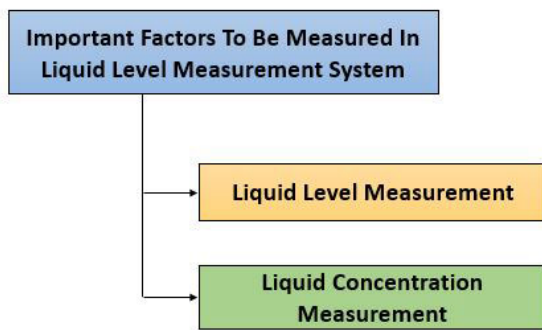 Important Factors To Be Measured In
Liquid Level Measurement System
Liquid Level Measurement
Liquid Concentration
Measurement